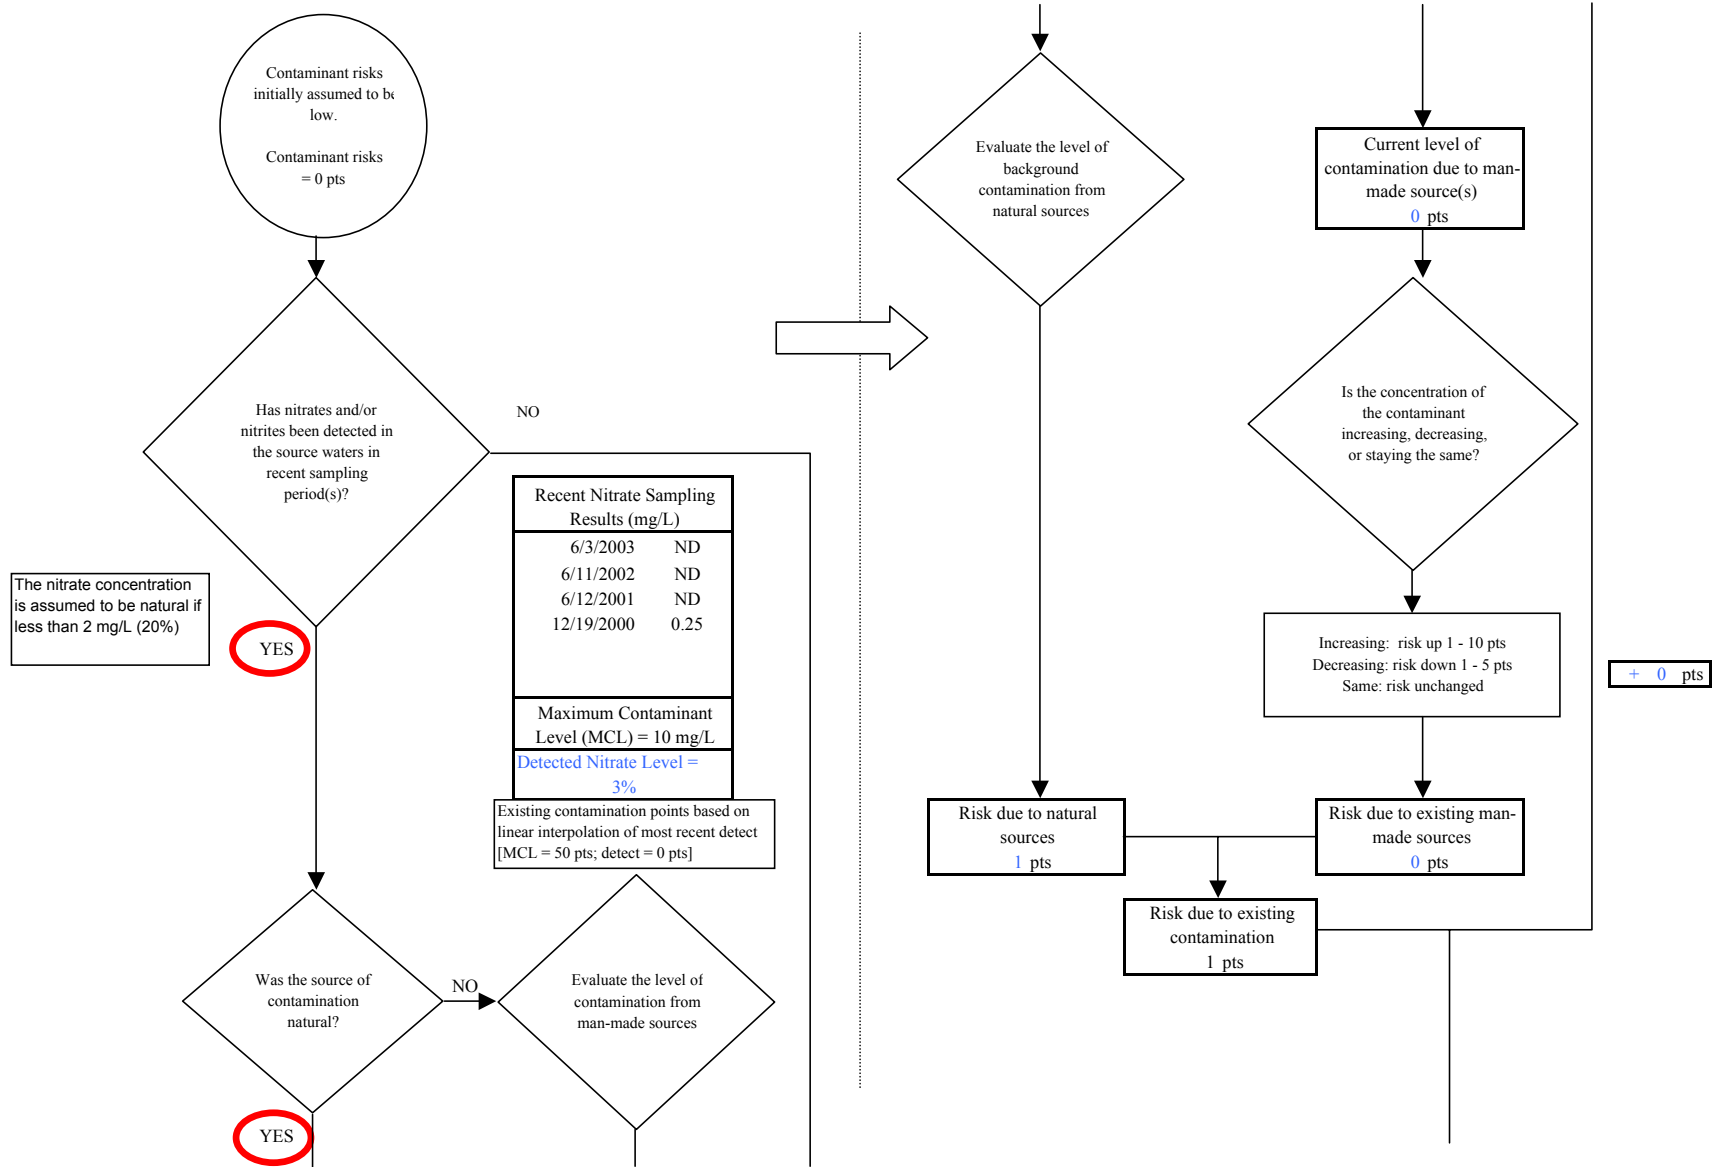 Contaminant risks
initially assumed to be
low.
Contaminant risks
= 0 pts
Has nitrates and/or
nitrites been detected in
the source waters in
recent sampling
period(s)?
NO
The nitrate concentration
is assumed to be natural if
less than 2 mg/L (20%)
YES
Recent Nitrate Sampling
Results (mg/L)
6/3/2003 ND
6/11/2002 ND
6/12/2001 ND
12/19/2000 0.25
Maximum Contaminant
Level (MCL) = 10 mg/L
Detected Nitrate Level =
3%
Existing contamination points based on
linear interpolation of most recent detect
[MCL = 50 pts; detect = 0 pts]
Was the source of
contamination
natural?
NO
Evaluate the level of
contamination from
man-made sources
YES
Evaluate the level of
background
contamination from
natural sources
Current level of
contamination due to man-
made source(s)
0 pts
Is the concentration of
the contaminant
increasing, decreasing,
or staying the same?
Increasing: risk up 1 - 10 pts
Decreasing: risk down 1 - 5 pts
Same: risk unchanged
+ 0 pts
Risk due to natural
sources
1 pts
Risk due to existing man-
made sources
0 pts
Risk due to existing
contamination
1 pts